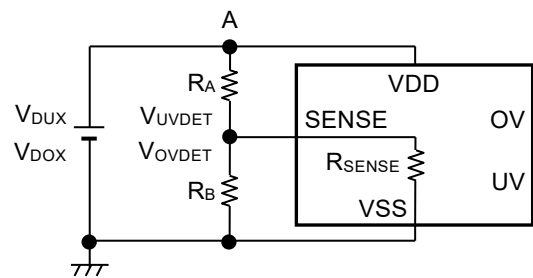 A
RA
VDD
VDUX
VUVDET
SENSE
OV
VDOX
VOVDET
RSENSE
RB
UV
VSS